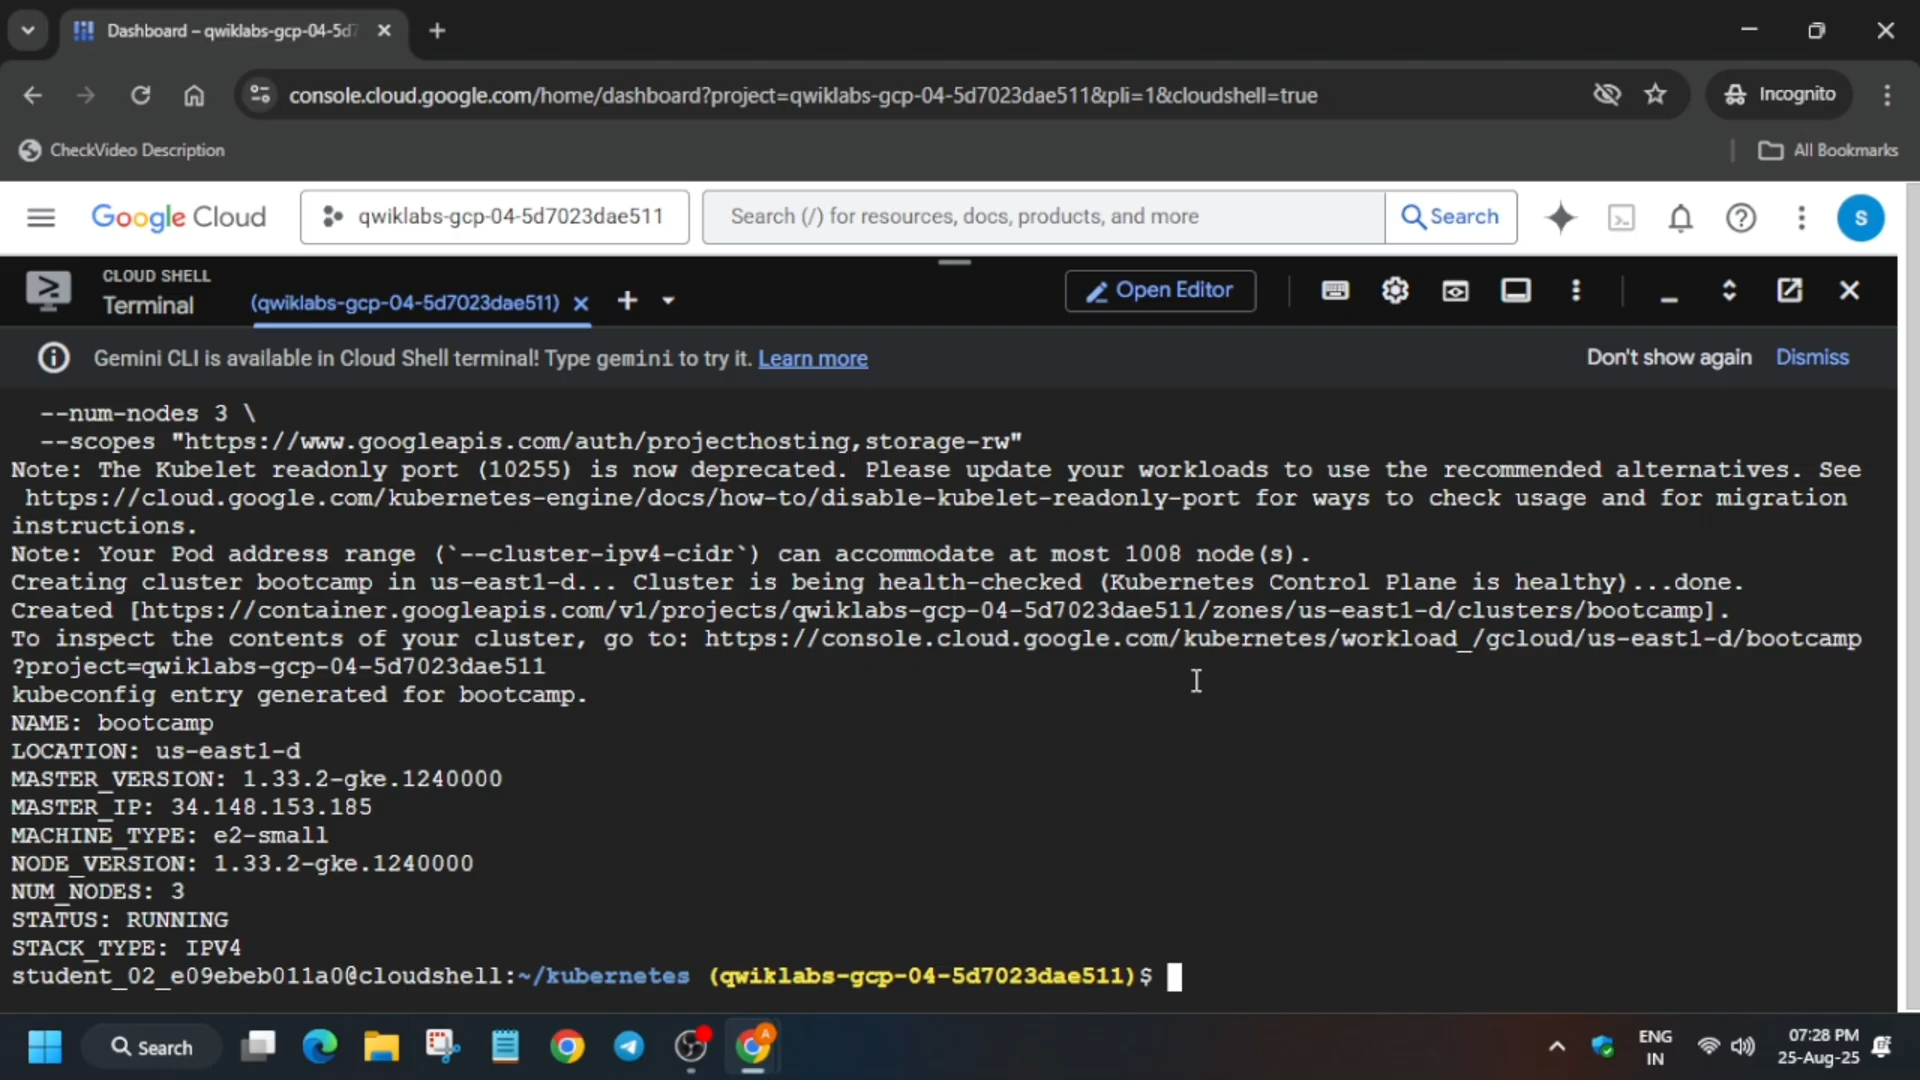 Dashboard – qwiklabs-gcp-04-5d7
console.cloud.google.com/home/dashboard?project=qwiklabs-gcp-04-5d7023dae511&pli=1&cloudshell=true
Incognito
CheckVideo Description
All Bookmarks
Google Cloud
qwiklabs-gcp-04-5d7023dae511
Search (/) for resources, docs, products, and more
Search
S
CLOUD SHELL
Terminal
(qwiklabs-gcp-04-5d7023dae511)
Open Editor
Gemini CLI is available in Cloud Shell terminal! Type gemini to try it. Learn more
Don't show again
Dismiss
--num-nodes 3 \
--scopes "https://www.googleapis.com/auth/projecthosting,storage-rw"
Note: The Kubelet readonly port (10255) is now deprecated. Please update your workloads to use the recommended alternatives. See
https://cloud.google.com/kubernetes-engine/docs/how-to/disable-kubelet-readonly-port for ways to check usage and for migration
instructions.
Note: Your Pod address range (`--cluster-ipv4-cidr`) can accommodate at most 1008 node(s).
Creating cluster bootcamp in us-east1-d... Cluster is being health-checked (Kubernetes Control Plane is healthy)...done.
Created [https://container.googleapis.com/v1/projects/qwiklabs-gcp-04-5d7023dae511/zones/us-east1-d/clusters/bootcamp].
To inspect the contents of your cluster, go to: https://console.cloud.google.com/kubernetes/workload_/gcloud/us-east1-d/bootcamp
?project=qwiklabs-gcp-04-5d7023dae511
kubeconfig entry generated for bootcamp.
NAME: bootcamp
LOCATION: us-east1-d
MASTER_VERSION: 1.33.2-gke.1240000
MASTER_IP: 34.148.153.185
MACHINE_TYPE: e2-small
NODE_VERSION: 1.33.2-gke.1240000
NUM_NODES: 3
STATUS: RUNNING
STACK_TYPE: IPV4
student_02_e09ebeb011a0@cloudshell:~/kubernetes (qwiklabs-gcp-04-5d7023dae511)$
Search
A
ENG
IN
07:28 PM
25-Aug-25